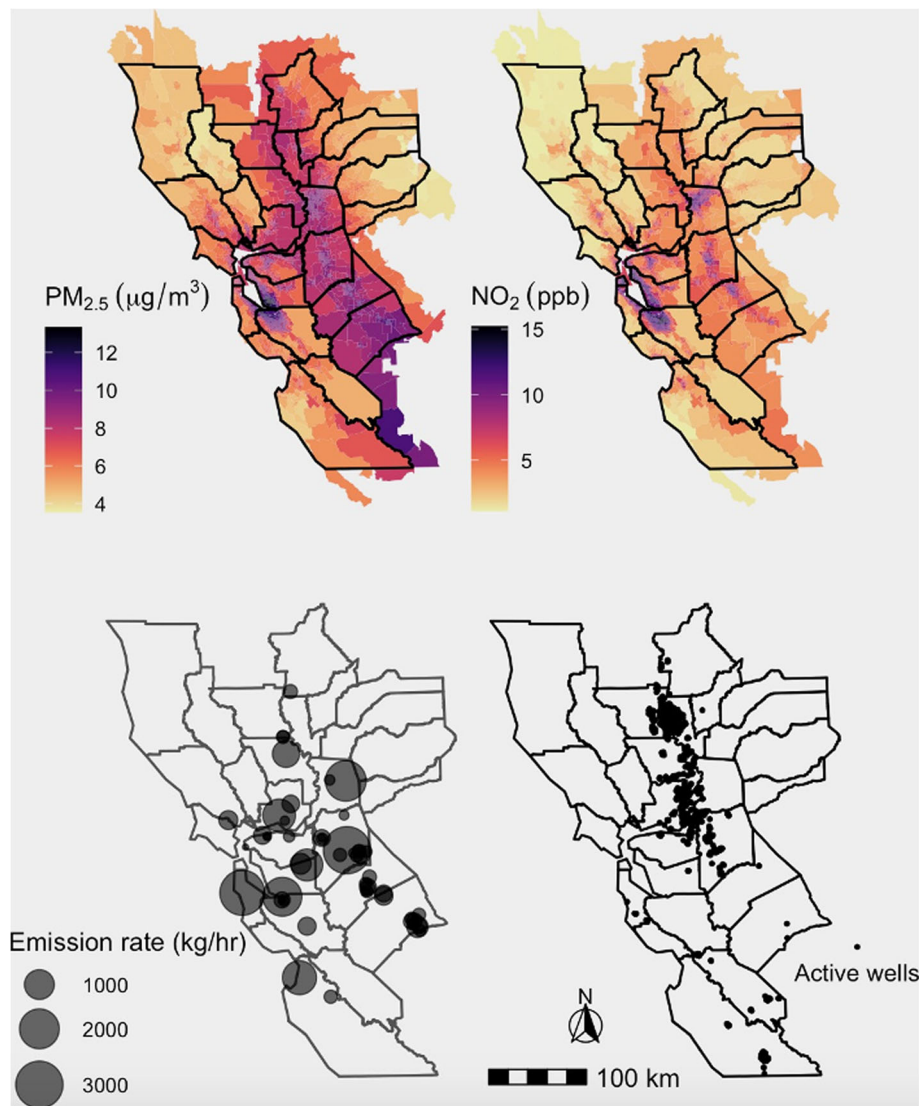 PM2.5 (μg/m3)
12
10
8
6
4
NO2 (ppb)
15
10
5
Emission rate (kg/hr)
1000
2000
3000
Active wells
N
100 km